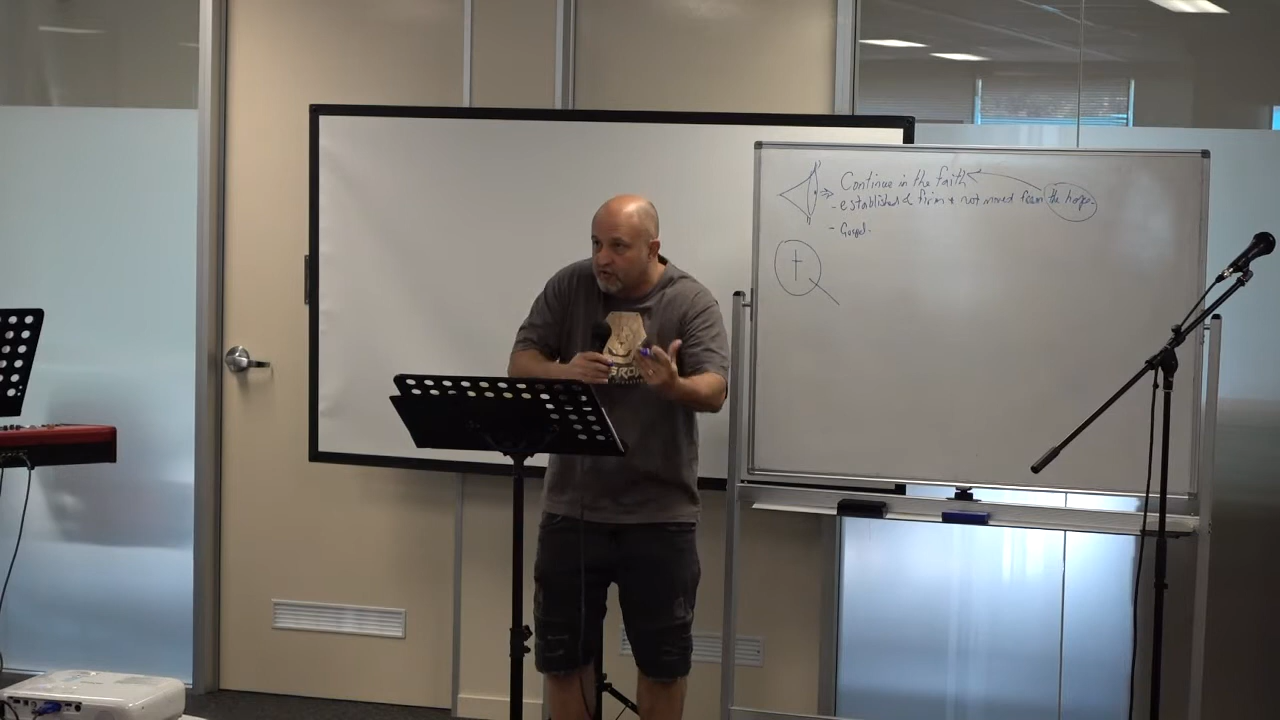 Continue in the faith
- established & firm & not moved from the hope.
- Gospel.